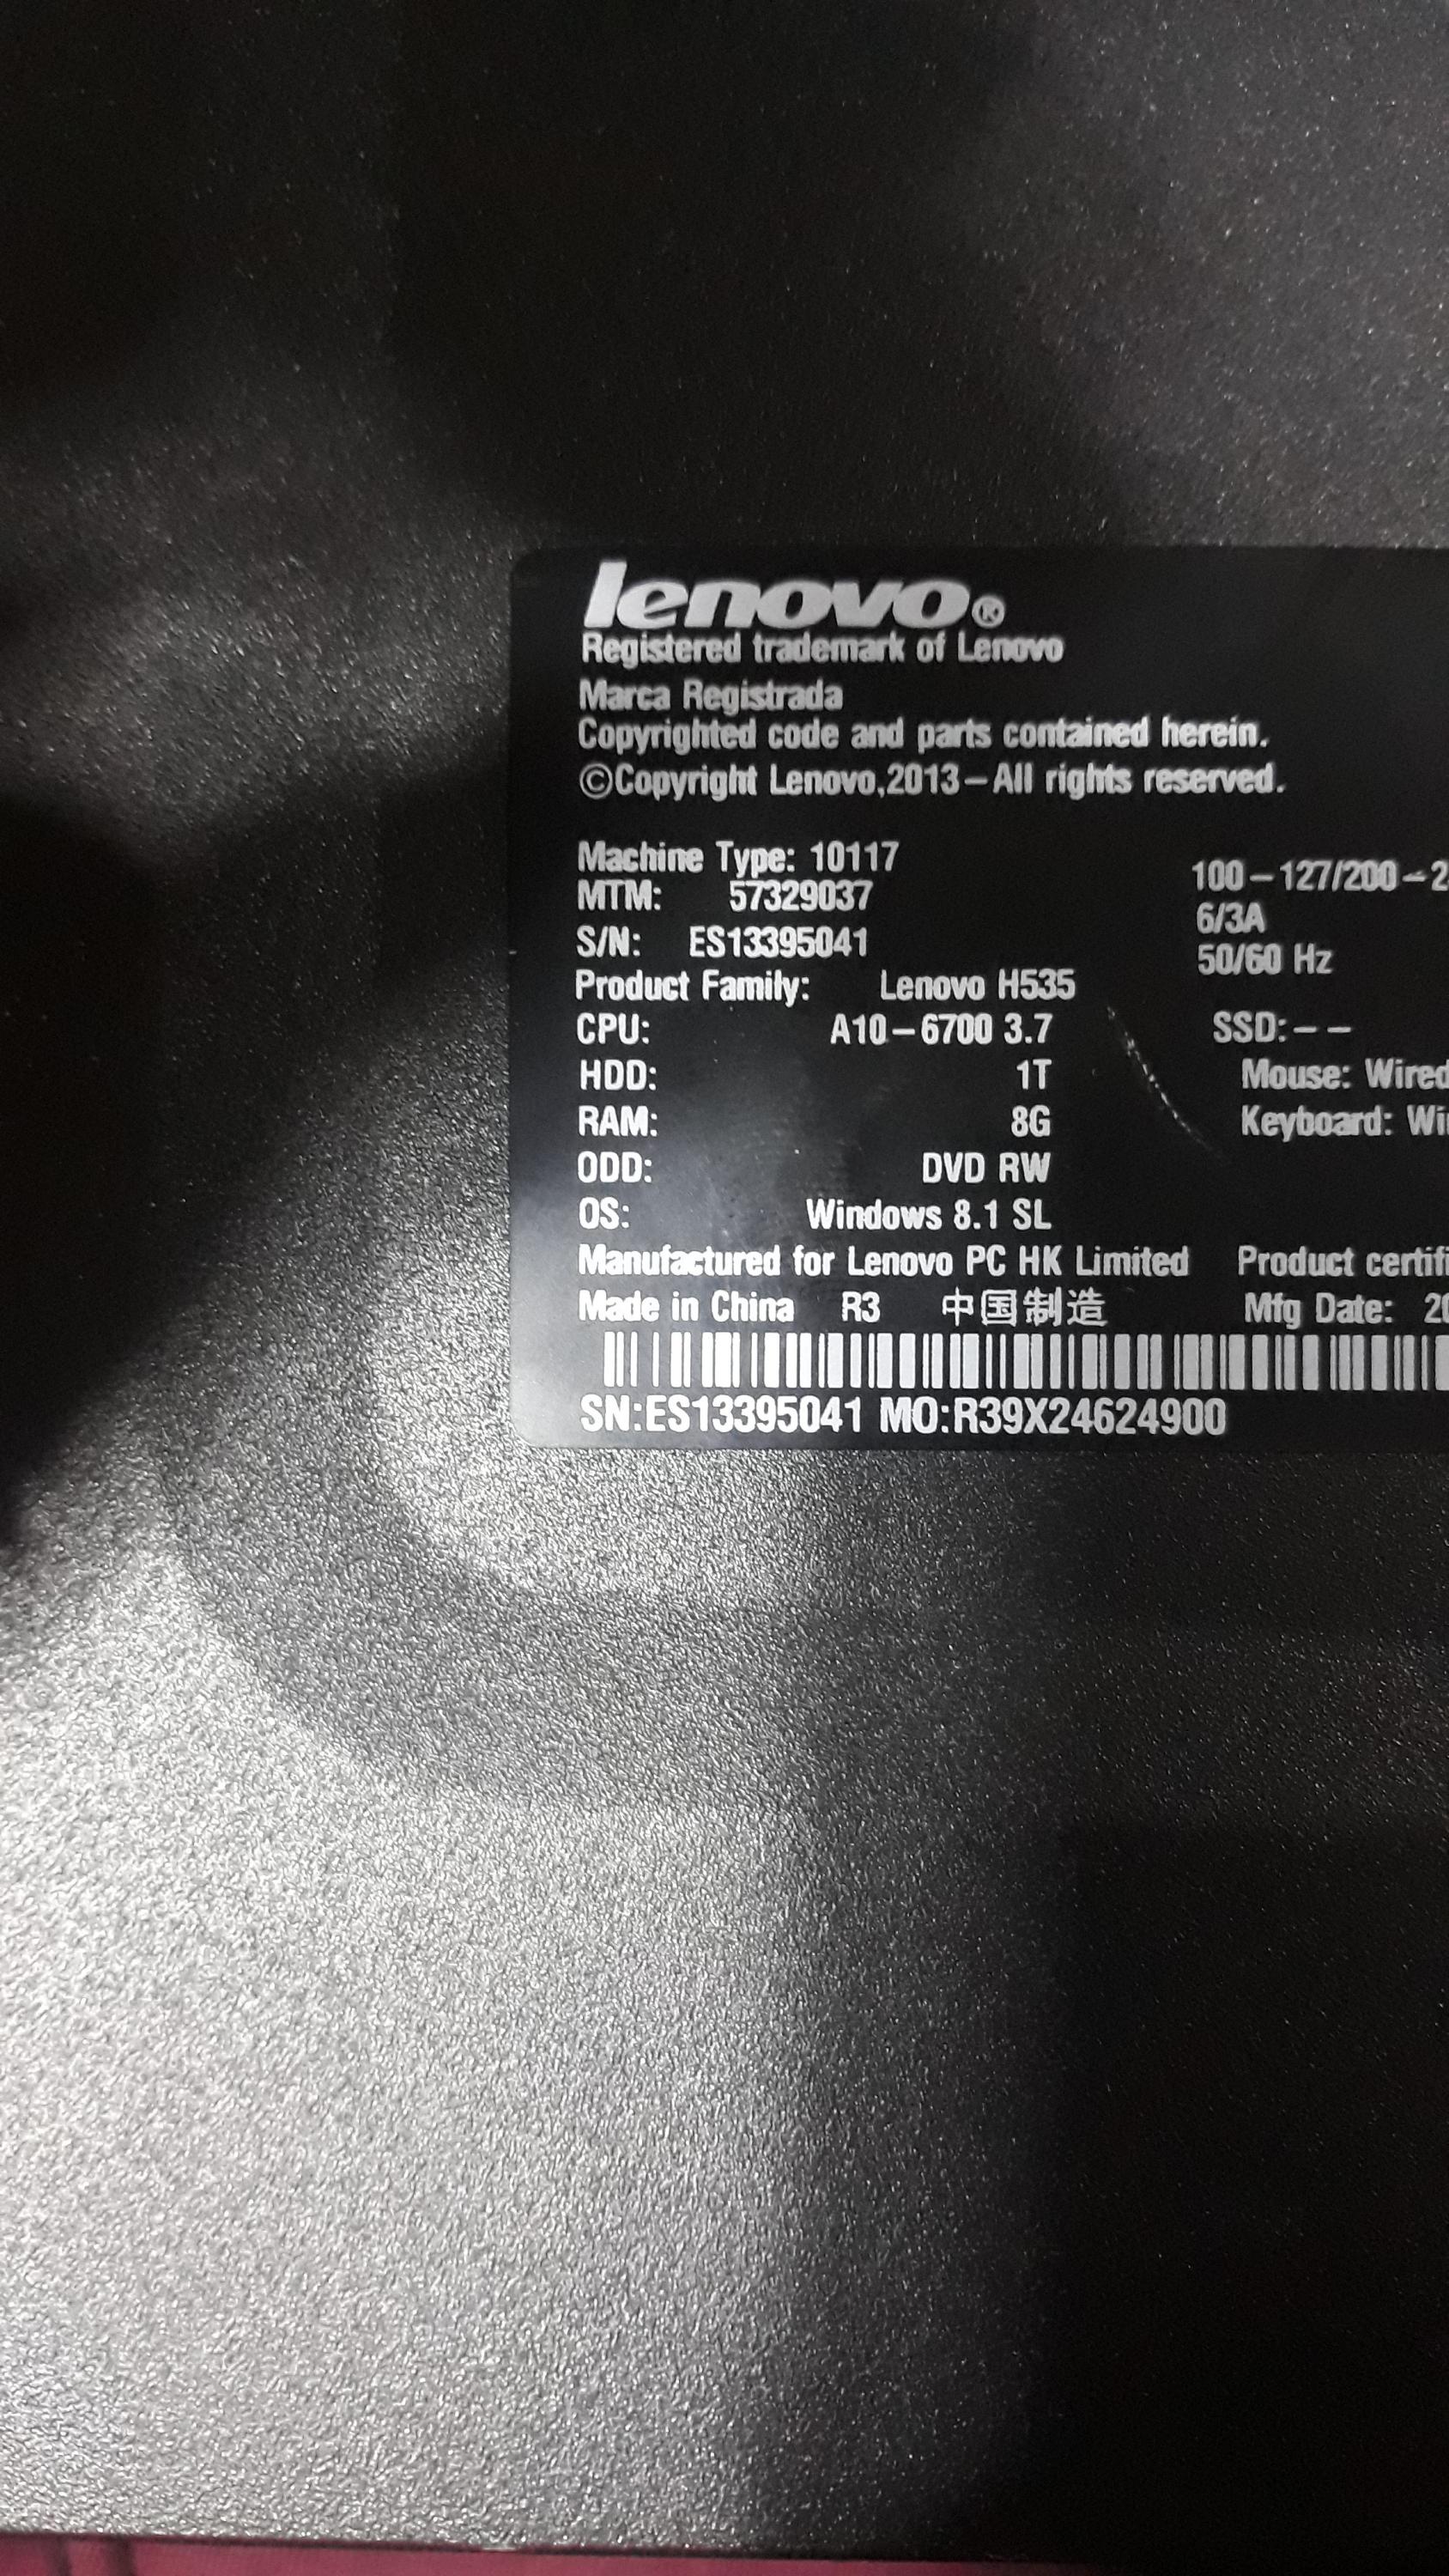 lenovo®
Registered trademark of Lenovo
Marca Registrada
Copyrighted code and parts contained herein.
©Copyright Lenovo,2013–All rights reserved.
Machine Type: 10117
MTM: 57329037
S/N: ES13395041
Product Family: Lenovo H535
CPU: A10–6700 3.7
HDD: 1T
RAM: 8G
ODD: DVD RW
OS: Windows 8.1 SL
Manufactured for Lenovo PC HK Limited
Made in China R3 中国制造
100–127/200–2
6/3A
50/60 Hz
SSD:––
Mouse: Wired
Keyboard:
Product
Mfg Date:
SN:ES13395041 MO:R39X24624900